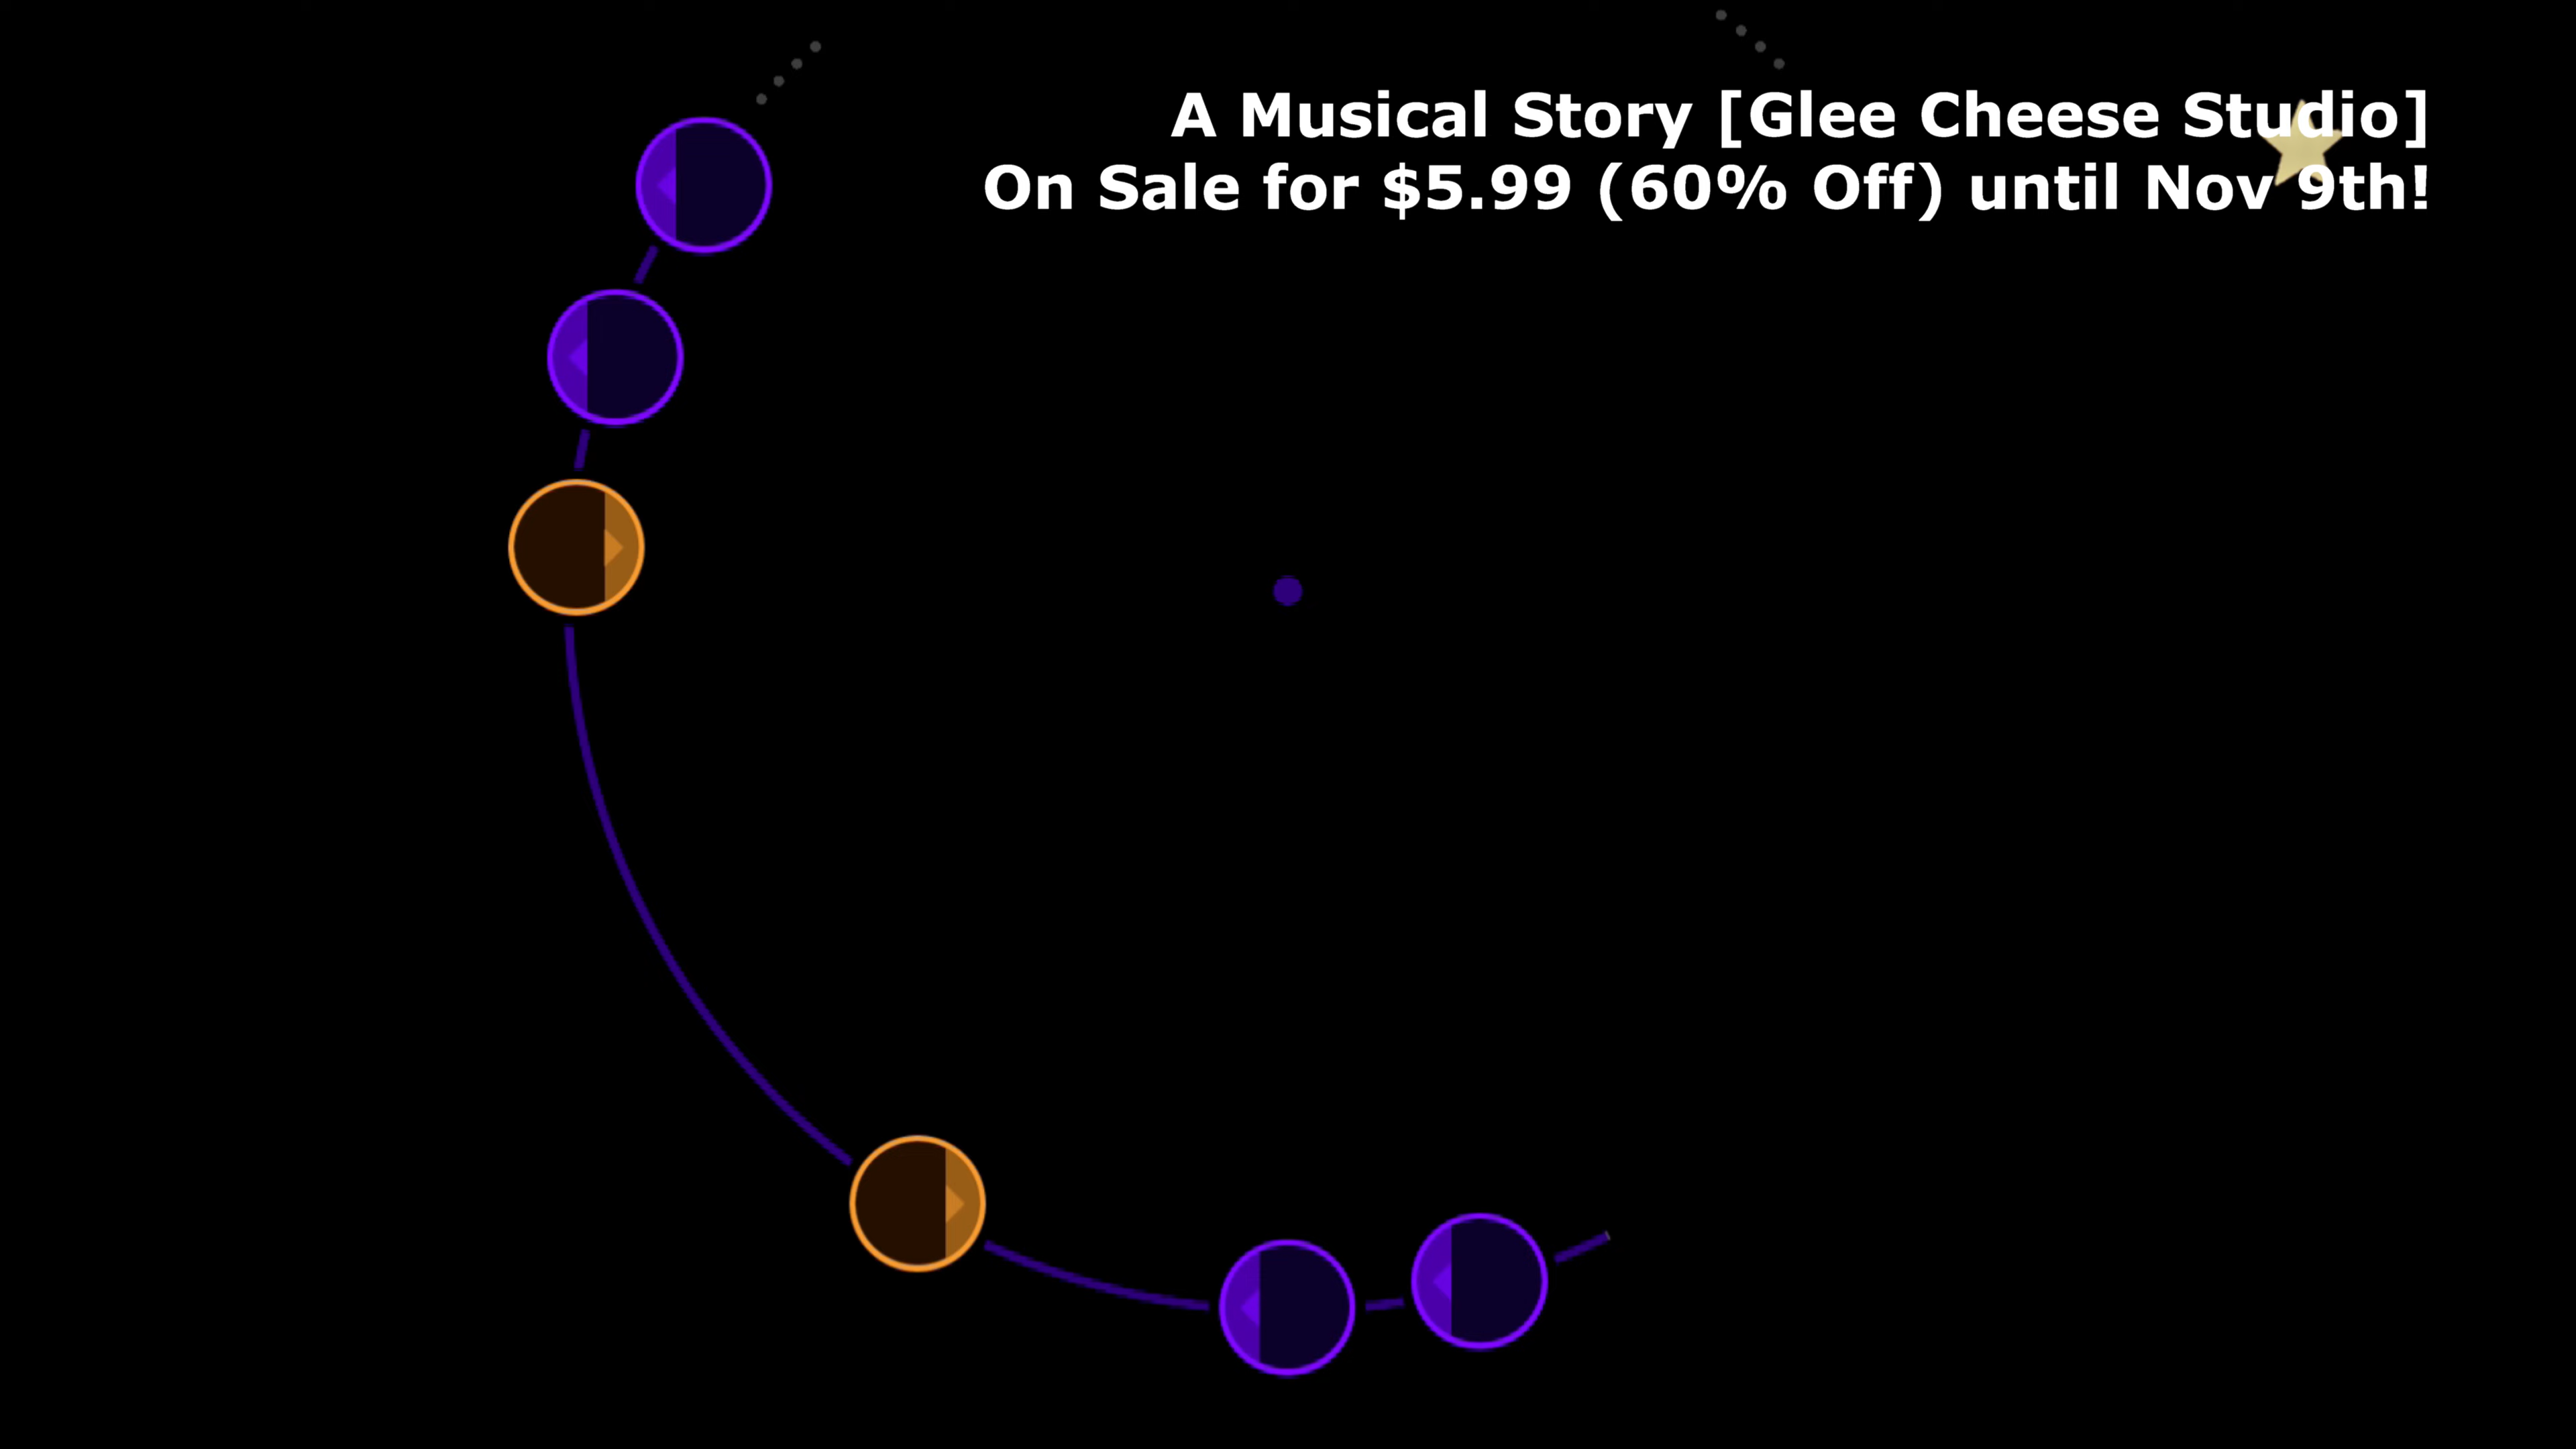 A Musical Story [Glee Cheese Studio]
On Sale for $5.99 (60% Off) until Nov 9th!